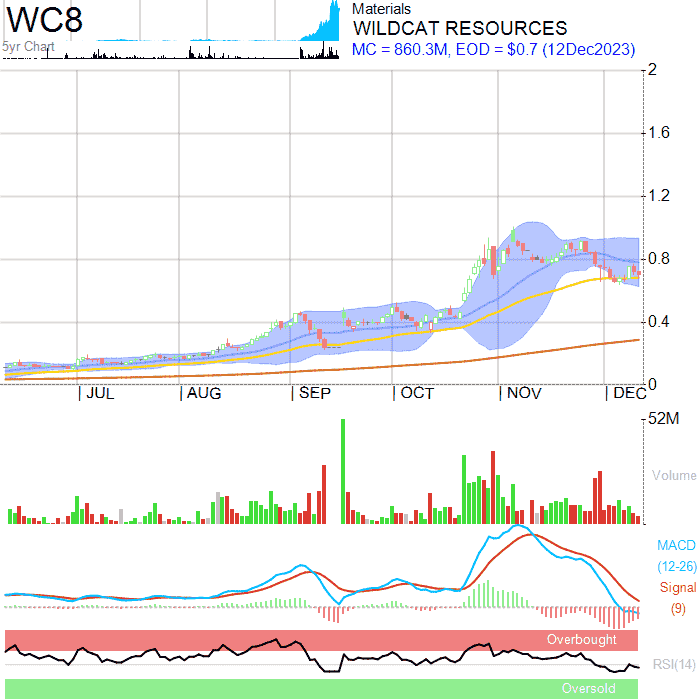 WC8
5yr Chart
Materials
WILDCAT RESOURCES
MC = 860.3M, EOD = $0.7 (12Dec2023)
2
1.6
1.2
0.8
0.4
0
JUL
AUG
SEP
OCT
NOV
DEC
52M
Volume
MACD
(12-26)
Signal
(9)
Overbought
RSI(14)
Oversold